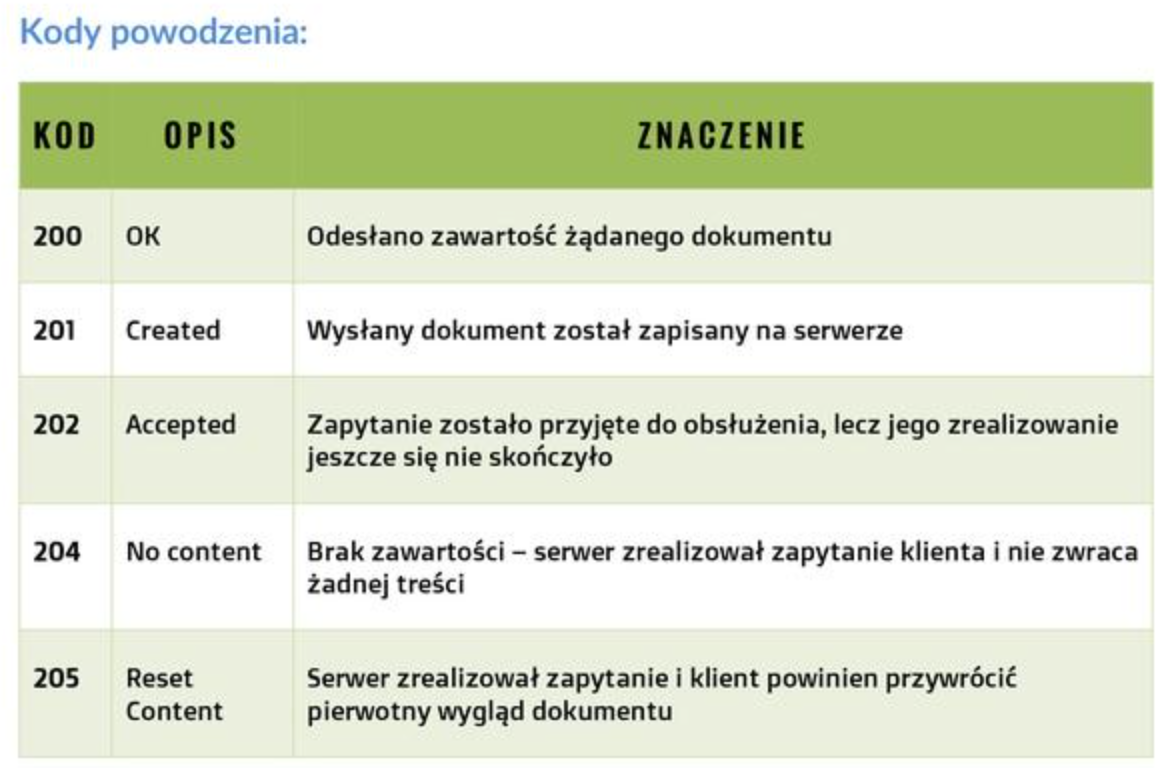 Kody powodzenia:
KOD OPIS ZNACZENIE
200 OK Odesłano zawartość żądanego dokumentu
201 Created Wysłany dokument został zapisany na serwerze
202 Accepted Zapytanie zostało przyjęte do obsłużenia, lecz jego zrealizowanie
jeszcze się nie skończyło
204 No content Brak zawartości – serwer zrealizował zapytanie klienta i nie zwraca
żadnej treści
205 Reset Serwer zrealizował zapytanie i klient powinien przywrócić
Content pierwotny wygląd dokumentu